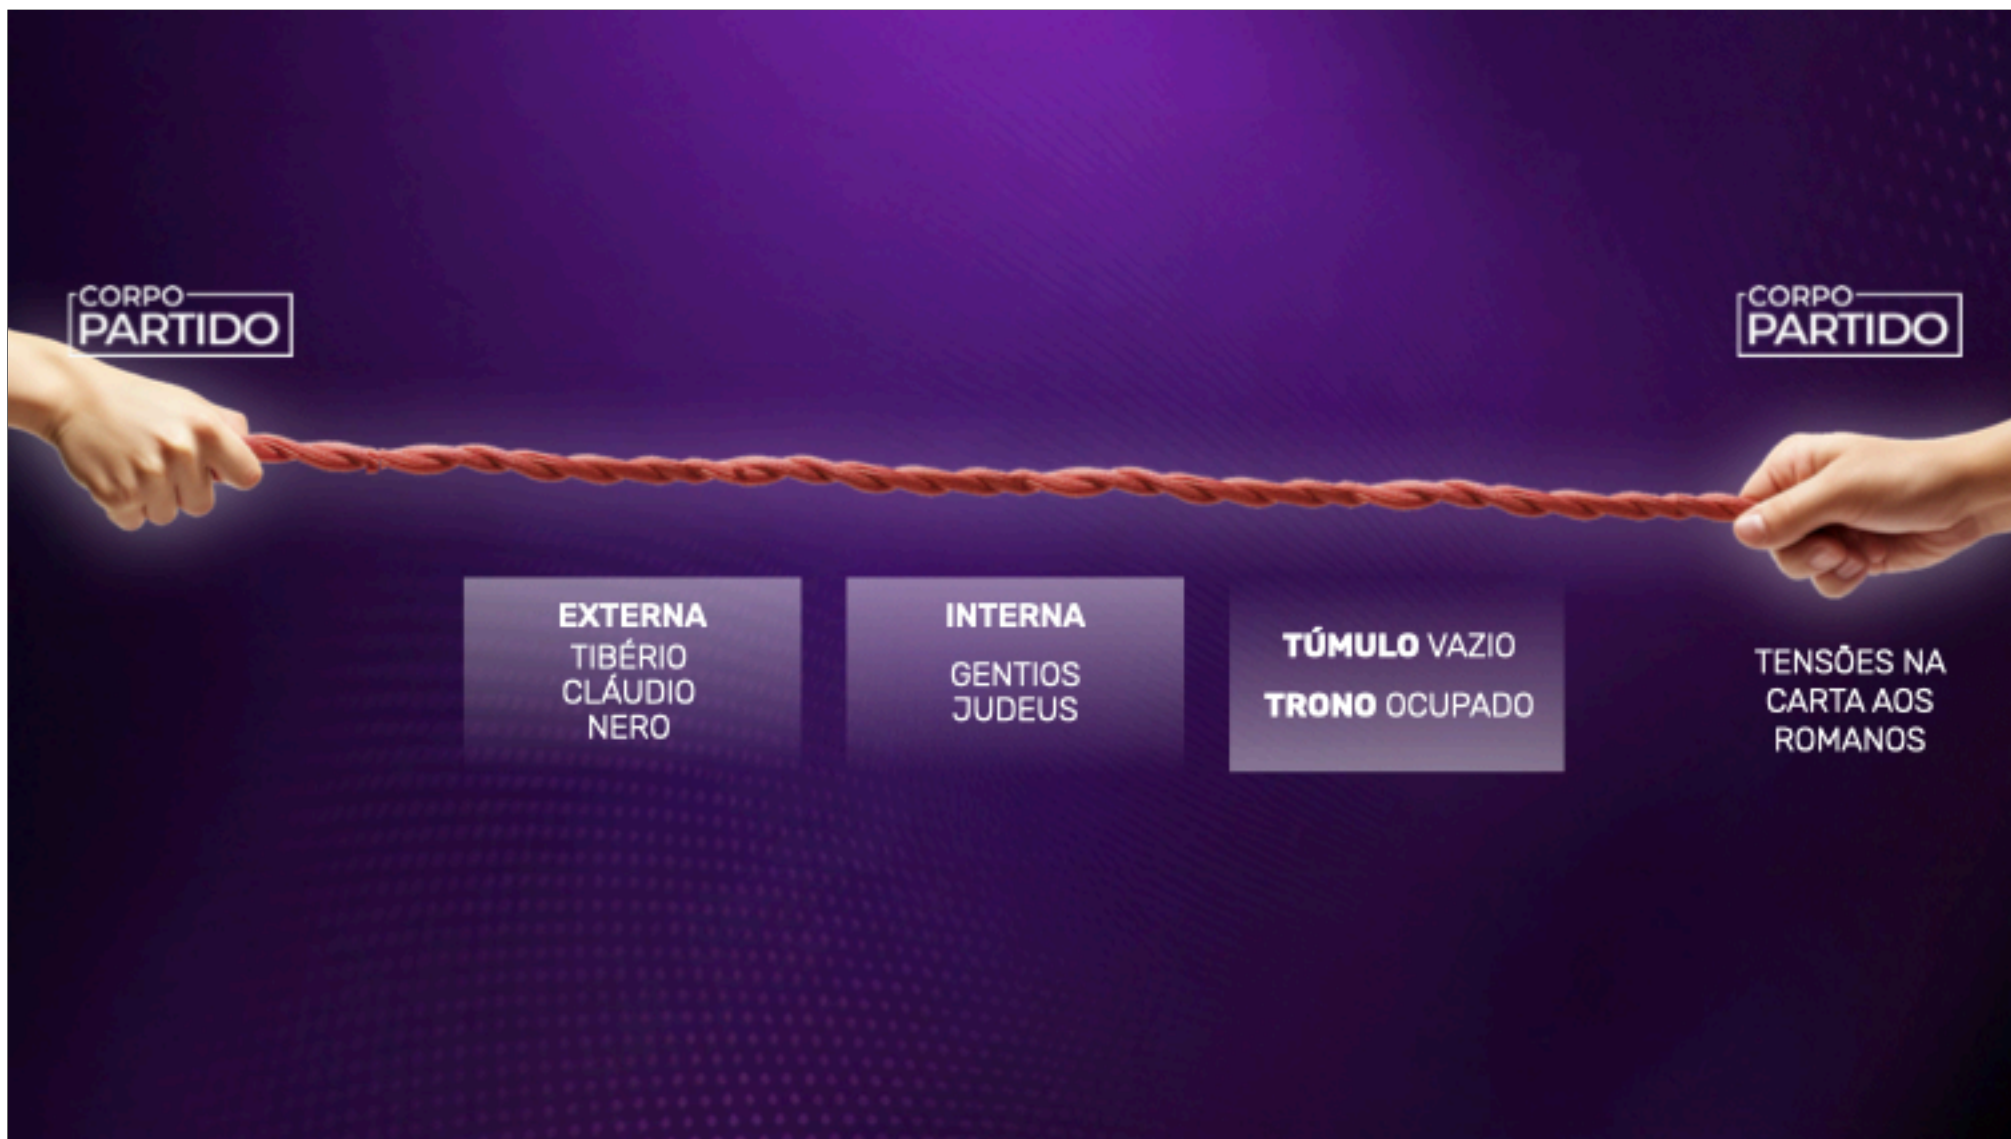 CORPO
PARTIDO
CORPO
PARTIDO
EXTERNA
TIBÉRIO
CLÁUDIO
NERO
INTERNA
GENTIOS
JUDEUS
TÚMULO VAZIO
TRONO OCUPADO
TENSÕES NA
CARTA AOS
ROMANOS